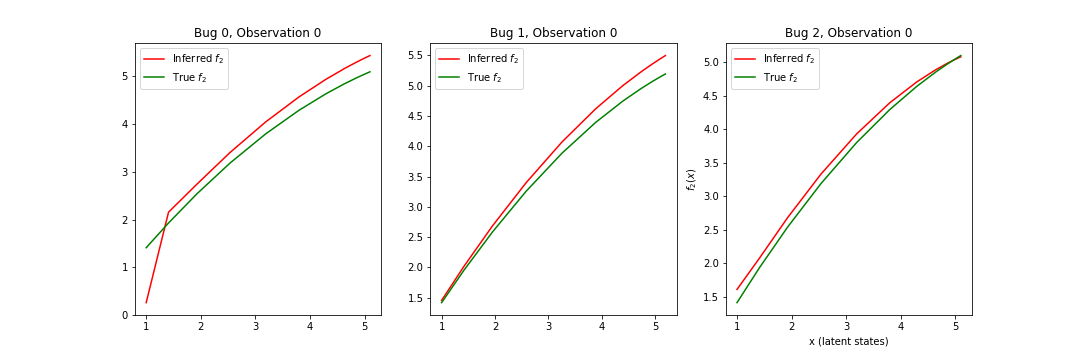 Bug 0, Observation 0
Inferred f₂
True f₂
5
4
3
2
1
0
1 2 3 4 5
Bug 1, Observation 0
Inferred f₂
True f₂
5.5
5.0
4.5
4.0
3.5
3.0
2.5
2.0
1.5
1 2 3 4 5
Bug 2, Observation 0
Inferred f₂
True f₂
f₂(x)
5.0
4.5
4.0
3.5
3.0
2.5
2.0
1.5
1 2 3 4 5
x (latent states)